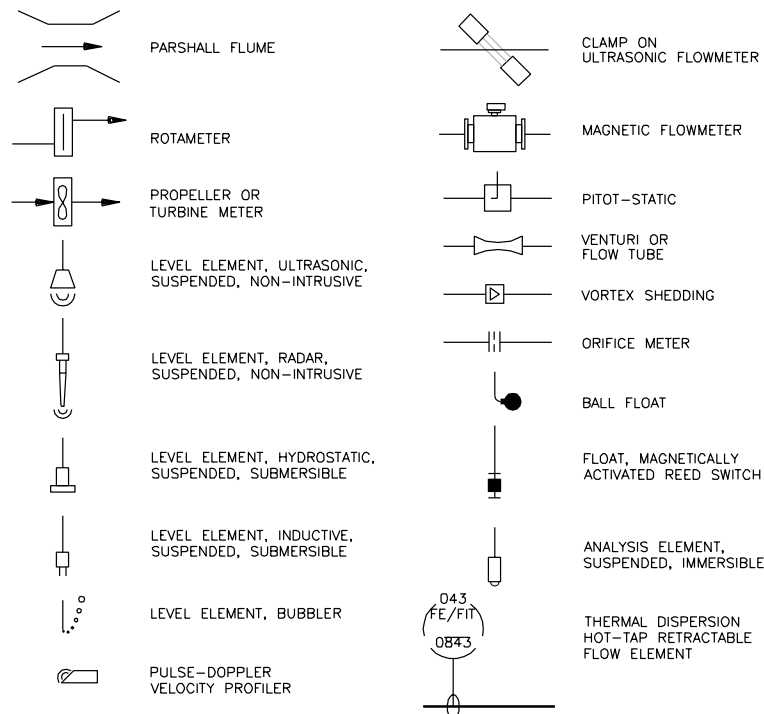 PARSHALL FLUME
ROTAMETER
PROPELLER OR
TURBINE METER
LEVEL ELEMENT, ULTRASONIC,
SUSPENDED, NON-INTRUSIVE
LEVEL ELEMENT, RADAR,
SUSPENDED, NON-INTRUSIVE
LEVEL ELEMENT, HYDROSTATIC,
SUSPENDED, SUBMERSIBLE
LEVEL ELEMENT, INDUCTIVE,
SUSPENDED, SUBMERSIBLE
LEVEL ELEMENT, BUBBLER
PULSE-DOPPLER
VELOCITY PROFILER
CLAMP ON
ULTRASONIC FLOWMETER
MAGNETIC FLOWMETER
PITOT-STATIC
VENTURI OR
FLOW TUBE
VORTEX SHEDDING
ORIFICE METER
BALL FLOAT
FLOAT, MAGNETICALLY
ACTIVATED REED SWITCH
ANALYSIS ELEMENT,
SUSPENDED, IMMERSIBLE
043
FE/FIT
0843
THERMAL DISPERSION
HOT-TAP RETRACTABLE
FLOW ELEMENT